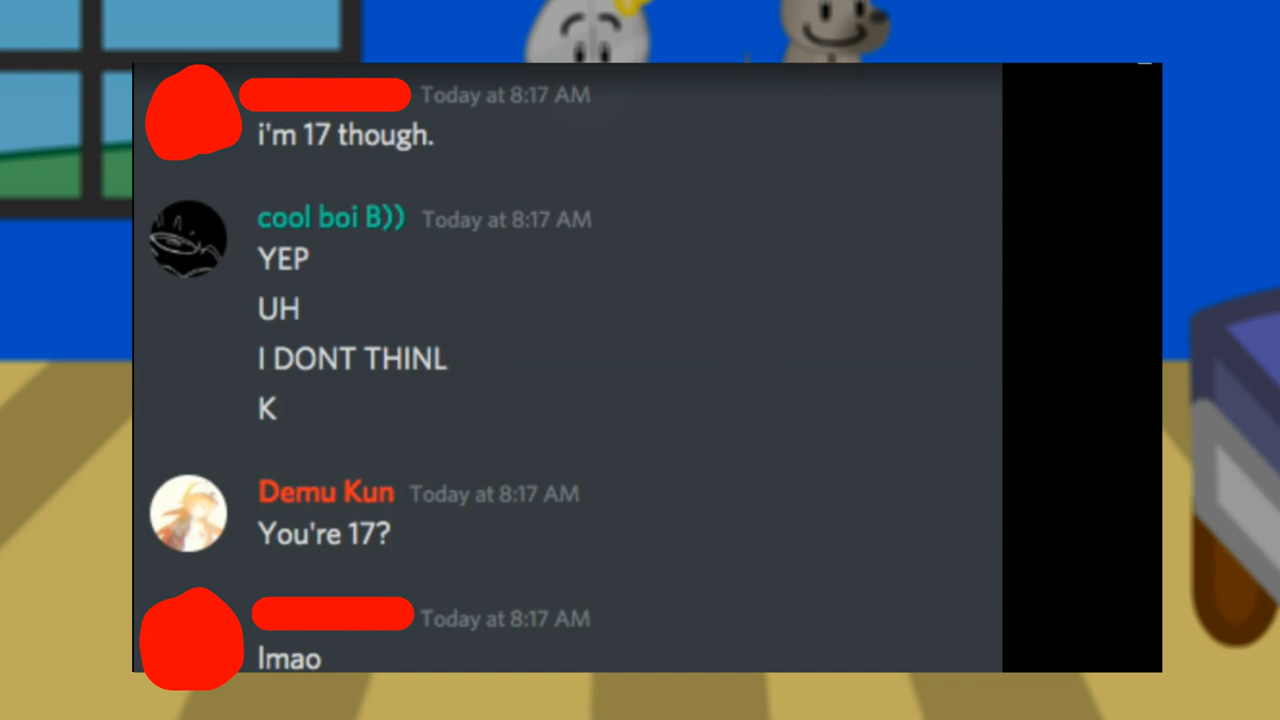 Today at 8:17 AM
i'm 17 though.
cool boi B)) Today at 8:17 AM
YEP
UH
I DONT THINL
K
Demu Kun Today at 8:17 AM
You're 17?
Today at 8:17 AM
lmao